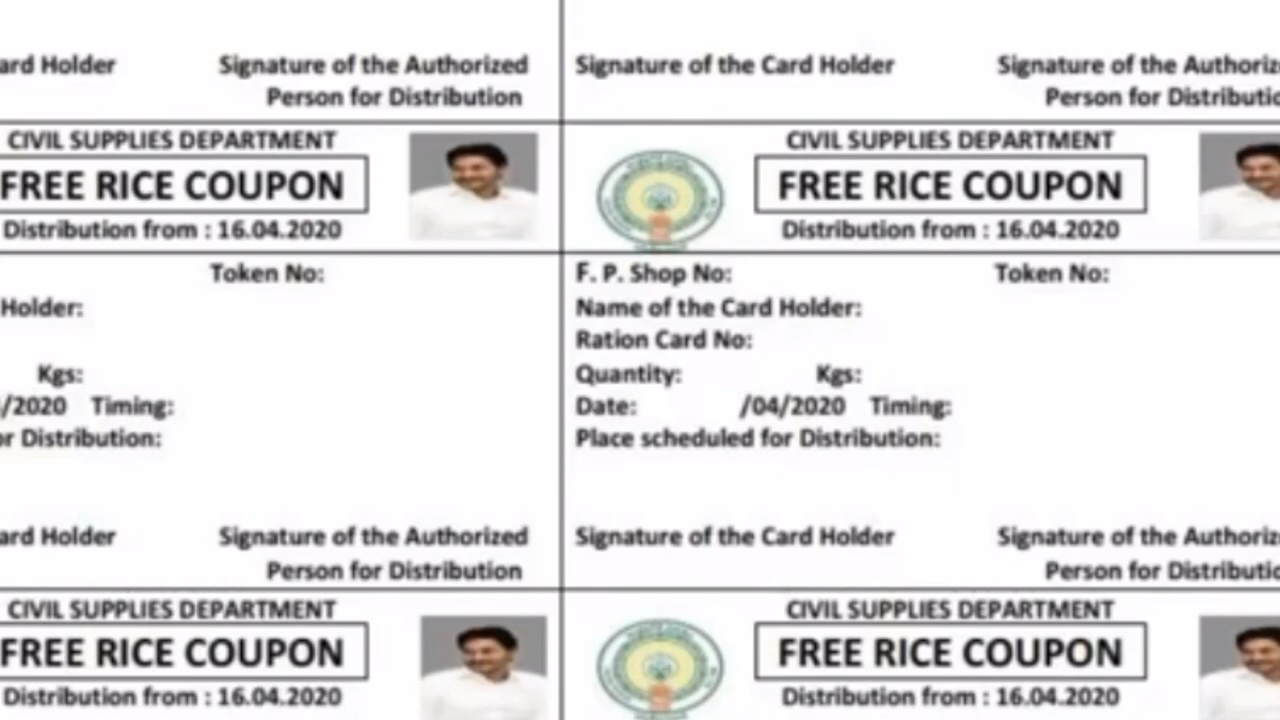 ard Holder Signature of the Authorized
Person for Distribution
Signature of the Card Holder Signature of the Authoriz
Person for Distributio
CIVIL SUPPLIES DEPARTMENT
FREE RICE COUPON
Distribution from : 16.04.2020
CIVIL SUPPLIES DEPARTMENT
FREE RICE COUPON
Distribution from : 16.04.2020
Token No:
Holder:
Kgs:
/2020 Timing:
or Distribution:
ard Holder Signature of the Authorized
Person for Distribution
F. P. Shop No: Token No:
Name of the Card Holder:
Ration Card No:
Quantity: Kgs:
Date: /04/2020 Timing:
Place scheduled for Distribution:
Signature of the Card Holder Signature of the Authoriz
Person for Distributio
CIVIL SUPPLIES DEPARTMENT
FREE RICE COUPON
Distribution from : 16.04.2020
CIVIL SUPPLIES DEPARTMENT
FREE RICE COUPON
Distribution from : 16.04.2020